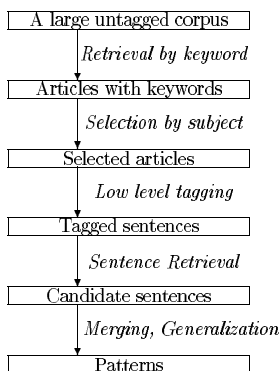 A large untagged corpus
Retrieval by keyword
Articles with keywords
Selection by subject
Selected articles
Low level tagging
Tagged sentences
Sentence Retrieval
Candidate sentences
Merging, Generalization
Patterns